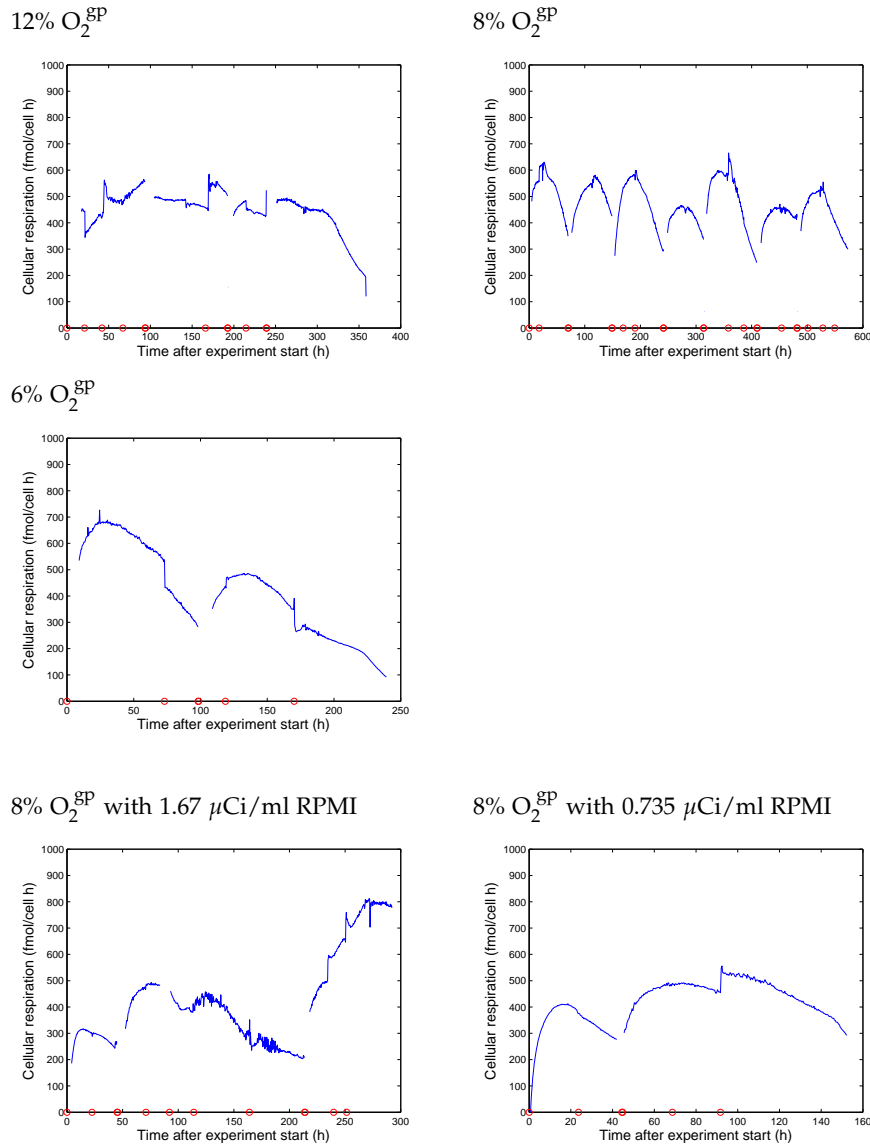 12% O₂ᵍᵖ
8% O₂ᵍᵖ
1000
900
800
700
600
500
400
300
200
100
0
Cellular respiration (fmol/cell h)
0 50 100 150 200 250 300 350 400
Time after experiment start (h)
1000
900
800
700
600
500
400
300
200
100
0
Cellular respiration (fmol/cell h)
0 100 200 300 400 500 600
Time after experiment start (h)
6% O₂ᵍᵖ
1000
900
800
700
600
500
400
300
200
100
0
Cellular respiration (fmol/cell h)
0 50 100 150 200 250
Time after experiment start (h)
8% O₂ᵍᵖ with 1.67 μCi/ml RPMI
8% O₂ᵍᵖ with 0.735 μCi/ml RPMI
1000
900
800
700
600
500
400
300
200
100
0
Cellular respiration (fmol/cell h)
0 50 100 150 200 250 300
Time after experiment start (h)
1000
900
800
700
600
500
400
300
200
100
0
Cellular respiration (fmol/cell h)
0 20 40 60 80 100 120 140 160
Time after experiment start (h)